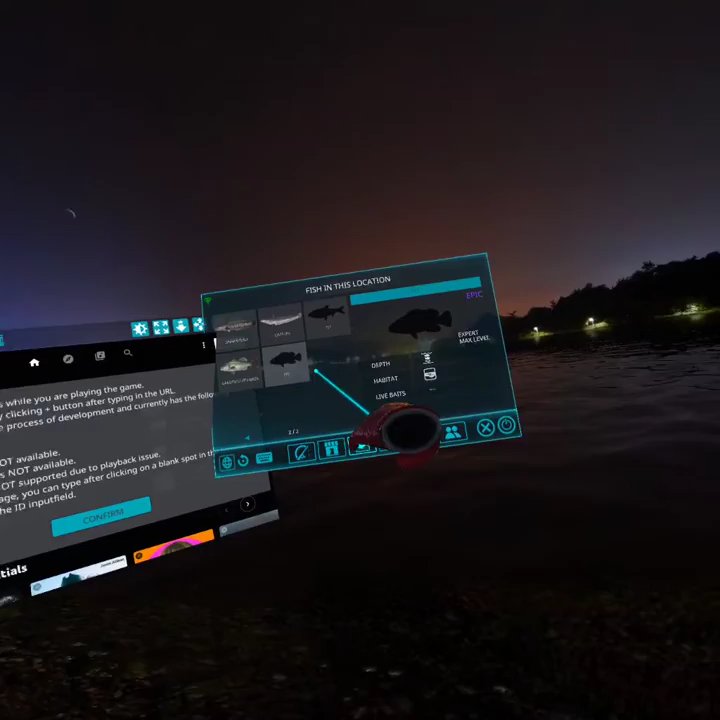 FISH IN THIS LOCATION
EPIC
EXPERT
MAX LEVEL
DEPTH
HABITAT
LIVE BAITS
2/2
s while you are playing the game.
y clicking + button after typing in the URL
e process of development and currently has the follo
OT available.
s NOT available.
OT supported due to playback issue.
age, you can type after clicking on a blank spot in th
he ID inputfield.
CONFIRM
tials